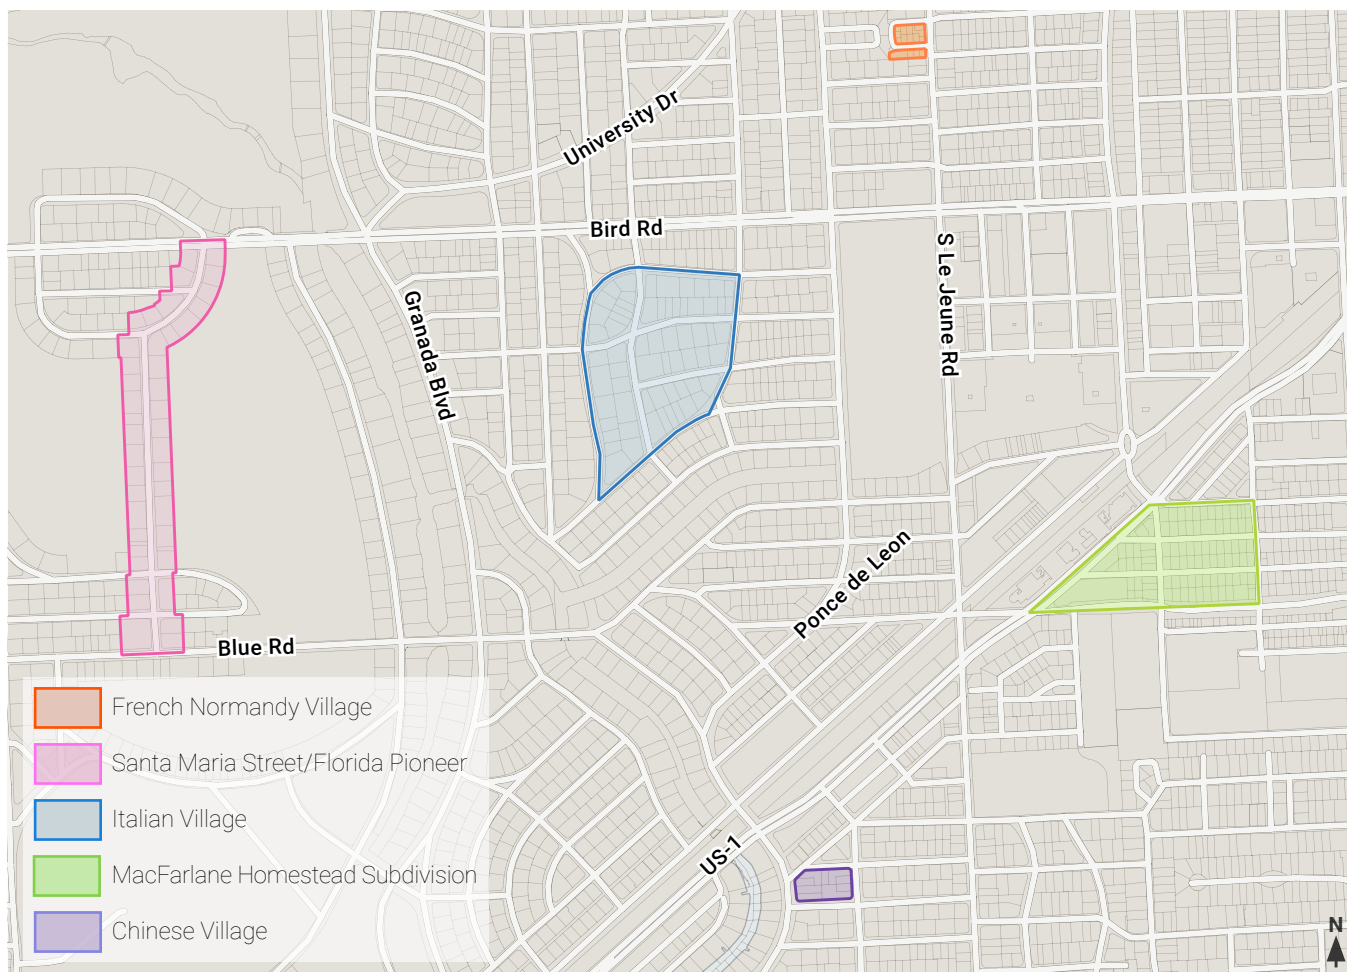 University Dr
Bird Rd
S Le Jeune Rd
Granada Blvd
Ponce de Leon
Blue Rd
US-1
French Normandy Village
Santa Maria Street/Florida Pioneer
Italian Village
MacFarlane Homestead Subdivision
Chinese Village
N